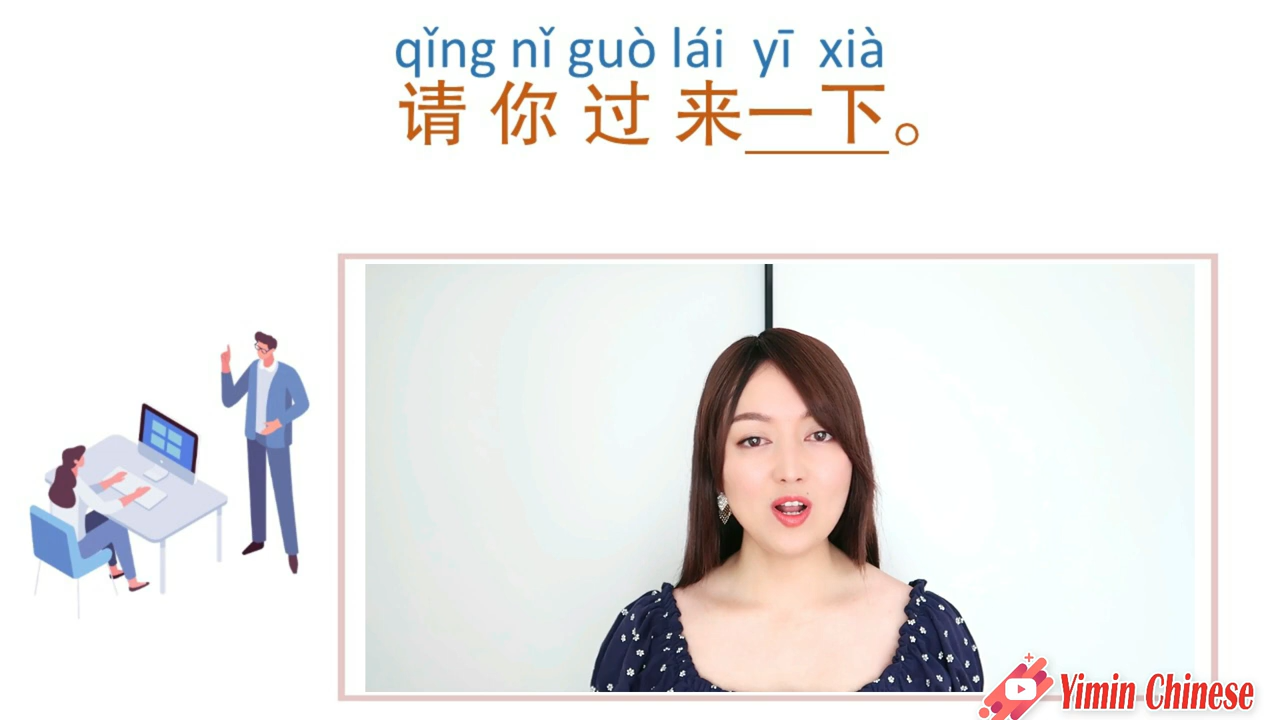 qǐng nǐ guò lái yī xià
请你过来一下。
Yimin Chinese